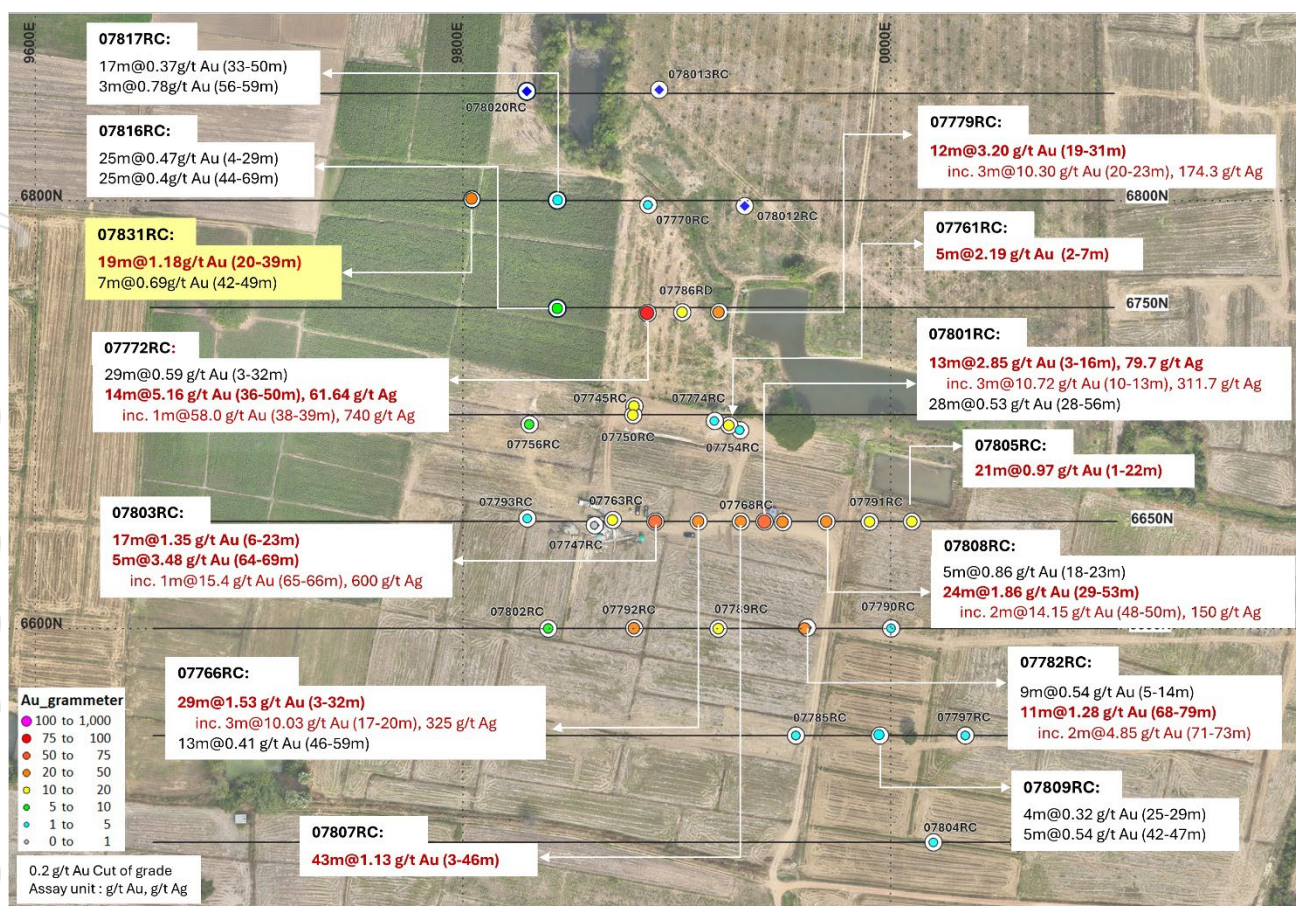 9600E
9800E
0000E
07817RC:
17m@0.37g/t Au (33-50m)
3m@0.78g/t Au (56-59m)
078020RC
078013RC
07816RC:
25m@0.47g/t Au (4-29m)
25m@0.4g/t Au (44-69m)
07779RC:
12m@3.20 g/t Au (19-31m)
inc. 3m@10.30 g/t Au (20-23m), 174.3 g/t Ag
6800N
6800N
07770RC
078012RC
07831RC:
19m@1.18g/t Au (20-39m)
7m@0.69g/t Au (42-49m)
07761RC:
5m@2.19 g/t Au (2-7m)
07786RD
6750N
07772RC:
29m@0.59 g/t Au (3-32m)
14m@5.16 g/t Au (36-50m), 61.64 g/t Ag
inc. 1m@58.0 g/t Au (38-39m), 740 g/t Ag
07801RC:
13m@2.85 g/t Au (3-16m), 79.7 g/t Ag
inc. 3m@10.72 g/t Au (10-13m), 311.7 g/t Ag
28m@0.53 g/t Au (28-56m)
07745RC
07774RC
07756RC
07750RC
07754RC
07805RC:
21m@0.97 g/t Au (1-22m)
07793RC
07763RC
07768RC
07791RC
6650N
07747RC
07803RC:
17m@1.35 g/t Au (6-23m)
5m@3.48 g/t Au (64-69m)
inc. 1m@15.4 g/t Au (65-66m), 600 g/t Ag
07808RC:
5m@0.86 g/t Au (18-23m)
24m@1.86 g/t Au (29-53m)
inc. 2m@14.15 g/t Au (48-50m), 150 g/t Ag
6600N
07802RC
07792RC
07789RC
07790RC
07766RC:
29m@1.53 g/t Au (3-32m)
inc. 3m@10.03 g/t Au (17-20m), 325 g/t Ag
13m@0.41 g/t Au (46-59m)
07782RC:
9m@0.54 g/t Au (5-14m)
11m@1.28 g/t Au (68-79m)
inc. 2m@4.85 g/t Au (71-73m)
07785RC
07797RC
07809RC:
4m@0.32 g/t Au (25-29m)
5m@0.54 g/t Au (42-47m)
07804RC
07807RC:
43m@1.13 g/t Au (3-46m)
Au_grammeter
100 to 1,000
75 to 100
50 to 75
20 to 50
10 to 20
5 to 10
1 to 5
0 to 1
0.2 g/t Au Cut of grade
Assay unit : g/t Au, g/t Ag